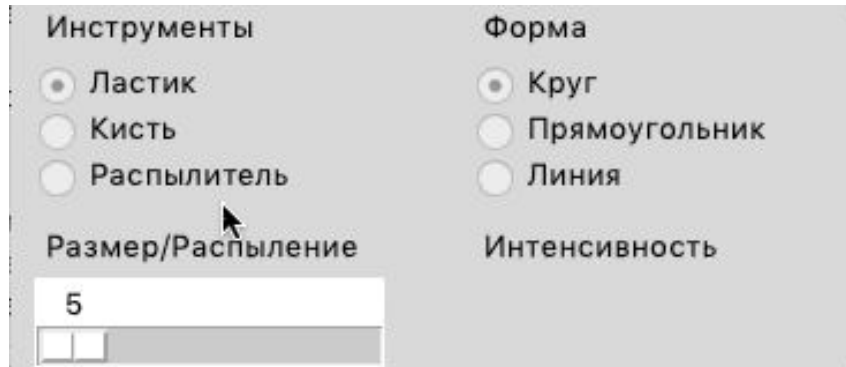 Инструменты
Ластик
Кисть
Распылитель
Форма
Круг
Прямоугольник
Линия
Размер/Распыление
5
Интенсивность